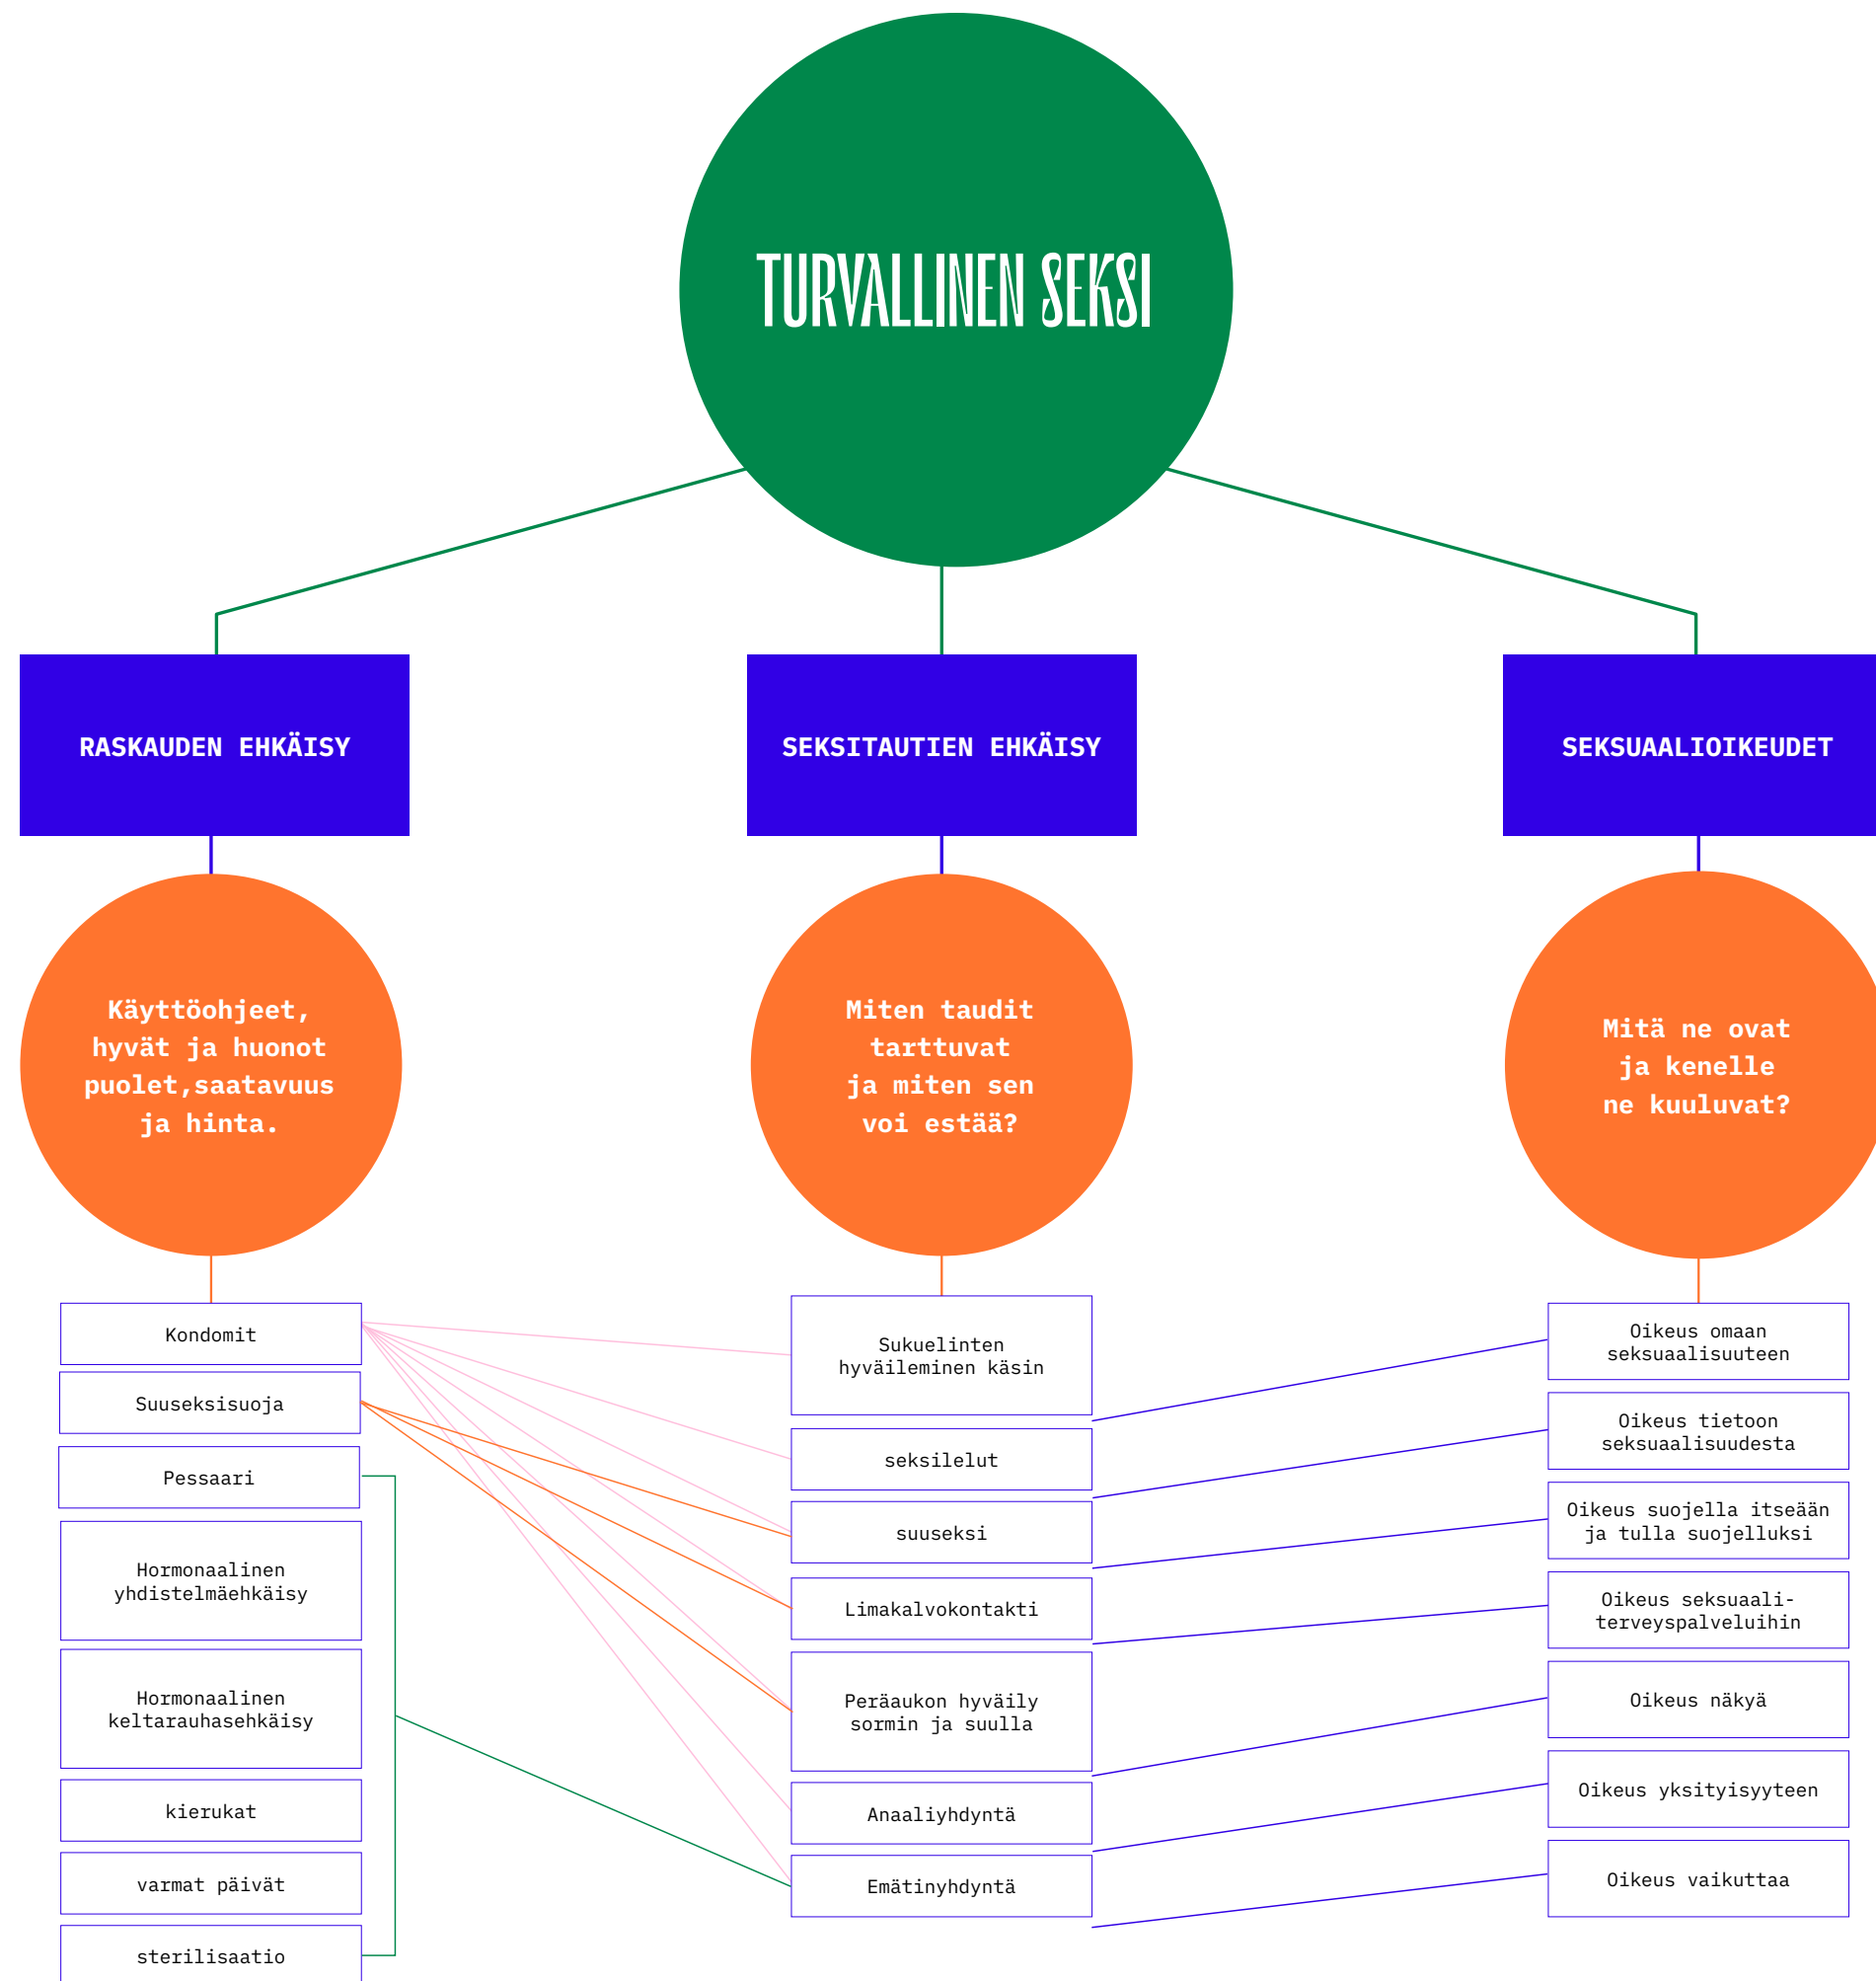 TURVALLINEN SEKSI
RASKAUDEN EHKÄISY
SEKSITAUTIEN EHKÄISY
SEKSUAALIOIKEUDET
Käyttöohjeet,
hyvät ja huonot
puolet,saatavuus
ja hinta.
Miten taudit
tarttuvat
ja miten sen
voi estää?
Mitä ne ovat
ja kenelle
ne kuuluvat?
Kondomit
Suuseksisuoja
Pessaari
Hormonaalinen
yhdistelmäehkäisy
Hormonaalinen
keltarauhasehkäisy
kierukat
varmat päivät
sterilisaatio
Sukuelinten
hyväileminen käsin
seksilelut
suuseksi
Limakalvokontakti
Peräaukon hyväily
sormin ja suulla
Anaaliyhdyntä
Emätinyhdyntä
Oikeus omaan
seksuaalisuuteen
Oikeus tietoon
seksuaalisuudesta
Oikeus suojella itseään
ja tulla suojelluksi
Oikeus seksuaali-
terveyspalveluihin
Oikeus näkyä
Oikeus yksityisyyteen
Oikeus vaikuttaa